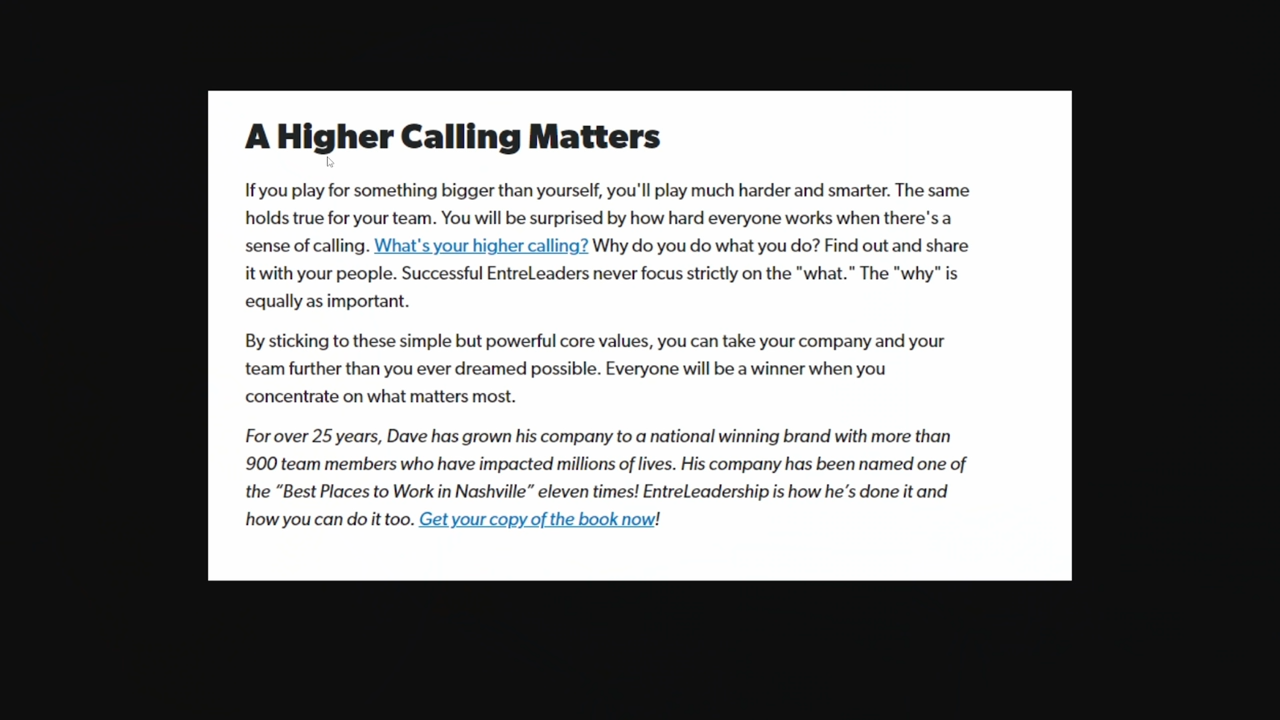 A Higher Calling Matters
If you play for something bigger than yourself, you'll play much harder and smarter. The same
holds true for your team. You will be surprised by how hard everyone works when there's a
sense of calling. What's your higher calling? Why do you do what you do? Find out and share
it with your people. Successful EntreLeaders never focus strictly on the "what." The "why" is
equally as important.
By sticking to these simple but powerful core values, you can take your company and your
team further than you ever dreamed possible. Everyone will be a winner when you
concentrate on what matters most.
For over 25 years, Dave has grown his company to a national winning brand with more than
900 team members who have impacted millions of lives. His company has been named one of
the “Best Places to Work in Nashville” eleven times! EntreLeadership is how he’s done it and
how you can do it too. Get your copy of the book now!